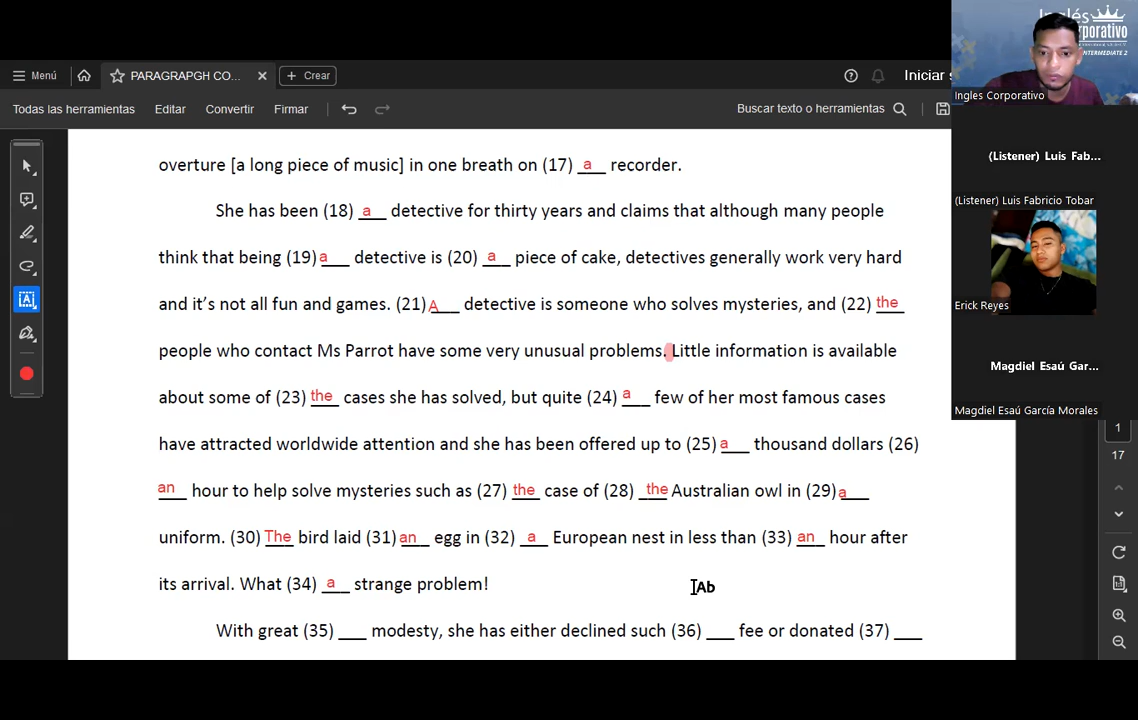 Inglés
Corporativo
INTERMEDIATE 2
Menú
PARAGRAPGH CO...
Crear
Iniciar s
Ingles Corporativo
Todas las herramientas
Editar
Convertir
Firmar
Buscar texto o herramientas
(Listener) Luis Fab...
(Listener) Luis Fabricio Tobar
Erick Reyes
Magdiel Esaú Gar...
Magdiel Esaú García Morales
overture [a long piece of music] in one breath on (17) a recorder.
She has been (18) a detective for thirty years and claims that although many people
think that being (19) a detective is (20) a piece of cake, detectives generally work very hard
and it's not all fun and games. (21) A detective is someone who solves mysteries, and (22) the
people who contact Ms Parrot have some very unusual problems. Little information is available
about some of (23) the cases she has solved, but quite (24) a few of her most famous cases
have attracted worldwide attention and she has been offered up to (25) a thousand dollars (26)
an hour to help solve mysteries such as (27) the case of (28) the Australian owl in (29) a
uniform. (30) The bird laid (31) an egg in (32) a European nest in less than (33) an hour after
its arrival. What (34) a strange problem!
Ab
With great (35) ___ modesty, she has either declined such (36) ___ fee or donated (37) ___
1
17